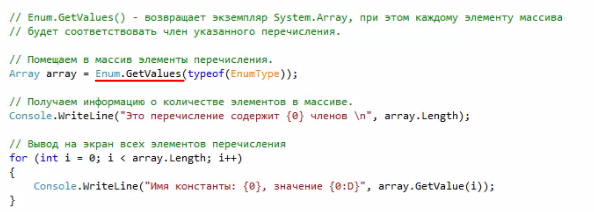 // Enum.GetValues() - возвращает экземпляр System.Array, при этом каждому элементу массива
// будет соответствовать член указанного перечисления.
// Помещаем в массив элементы перечисления.
Array array = Enum.GetValues(typeof(EnumType));
// Получаем информацию о количестве элементов в массиве.
Console.WriteLine("Это перечисление содержит {0} членов \n", array.Length);
// Вывод на экран всех элементов перечисления
for (int i = 0; i < array.Length; i++)
{
Console.WriteLine("Имя константы: {0}, значение {0:D}", array.GetValue(i));
}